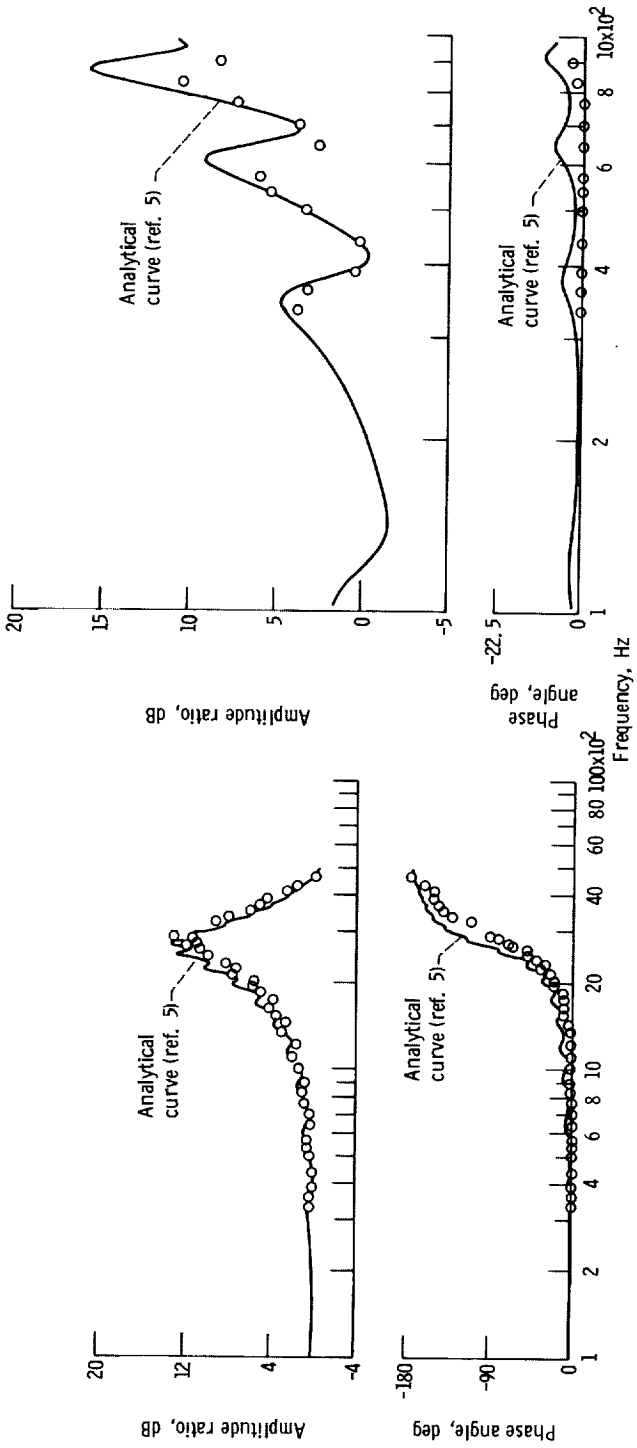 20
12
4
-4
Amplitude ratio, dB
Analytical
curve (ref. 5)
-180
-90
0
Phase angle, deg
Analytical
curve (ref. 5)
1
2
4
6
8
10
20
40
60
80
100x10²
20
15
10
5
0
-5
Amplitude ratio, dB
Analytical
curve (ref. 5)
-22.5
0
Phase
angle, deg
Analytical
curve (ref. 5)
1
2
4
6
8
10x10²
Frequency, Hz